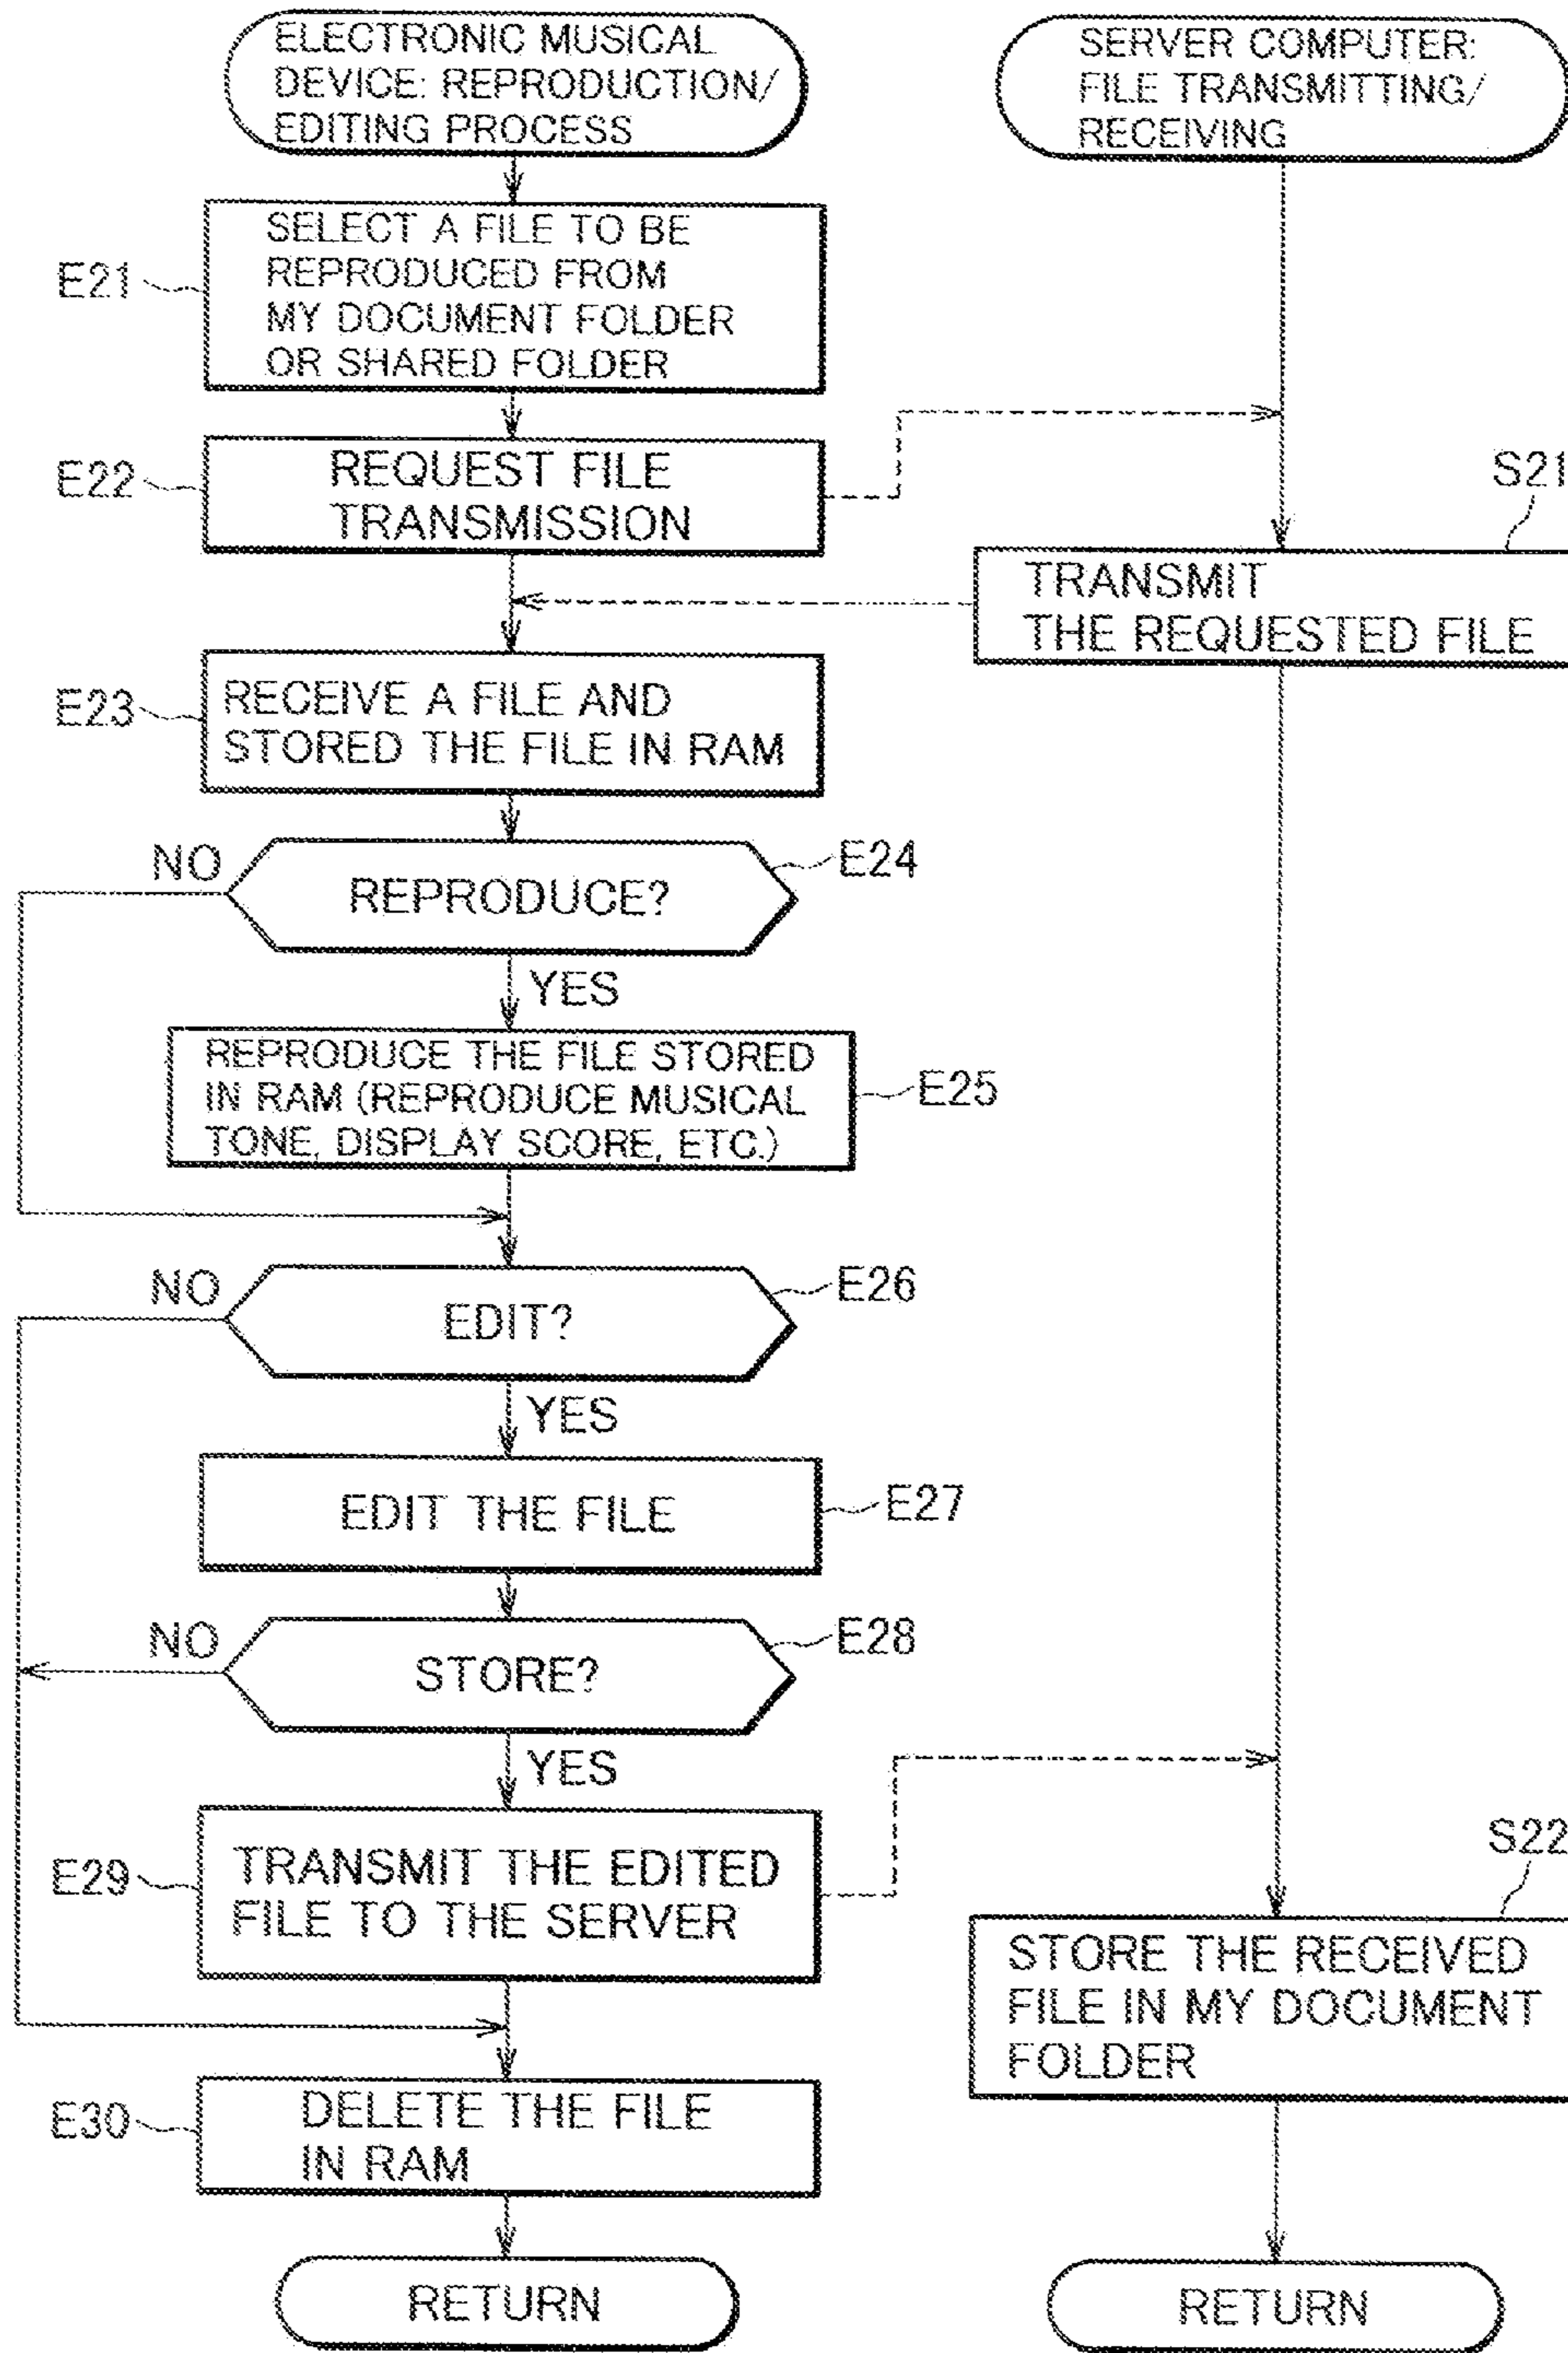 ELECTRONIC MUSICAL
DEVICE: REPRODUCTION/
EDITING PROCESS
SERVER COMPUTER:
FILE TRANSMITTING/
RECEIVING
E21
SELECT A FILE TO BE
REPRODUCED FROM
MY DOCUMENT FOLDER
OR SHARED FOLDER
E22
REQUEST FILE
TRANSMISSION
S21
TRANSMIT
THE REQUESTED FILE
E23
RECEIVE A FILE AND
STORED THE FILE IN RAM
NO
REPRODUCE?
E24
YES
REPRODUCE THE FILE STORED
IN RAM (REPRODUCE MUSICAL
TONE, DISPLAY SCORE, ETC.)
E25
NO
EDIT?
E26
YES
EDIT THE FILE
E27
NO
STORE?
E28
YES
E29
TRANSMIT THE EDITED
FILE TO THE SERVER
S22
STORE THE RECEIVED
FILE IN MY DOCUMENT
FOLDER
E30
DELETE THE FILE
IN RAM
RETURN
RETURN